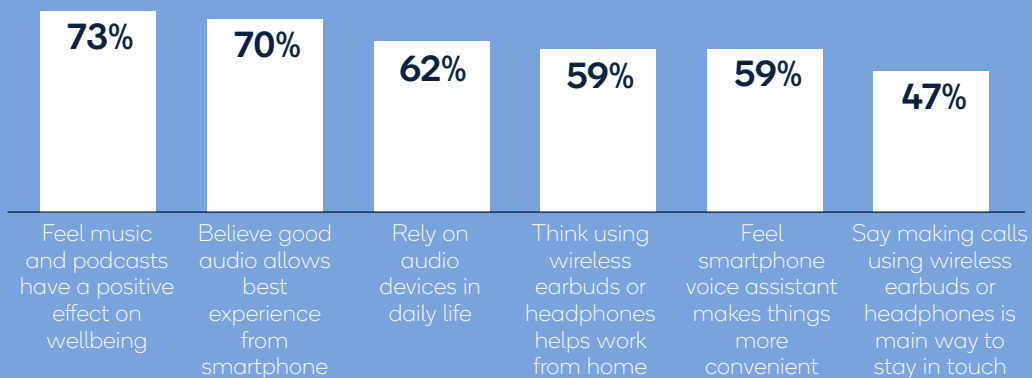 73%
70%
62%
59%
59%
47%
Feel music
and podcasts
have a positive
effect on
wellbeing
Believe good
audio allows
best
experience
from
smartphone
Rely on
audio
devices in
daily life
Think using
wireless
earbuds or
headphones
helps work
from home
Feel
smartphone
voice assistant
makes things
more
convenient
Say making calls
using wireless
earbuds or
headphones is
main way to
stay in touch